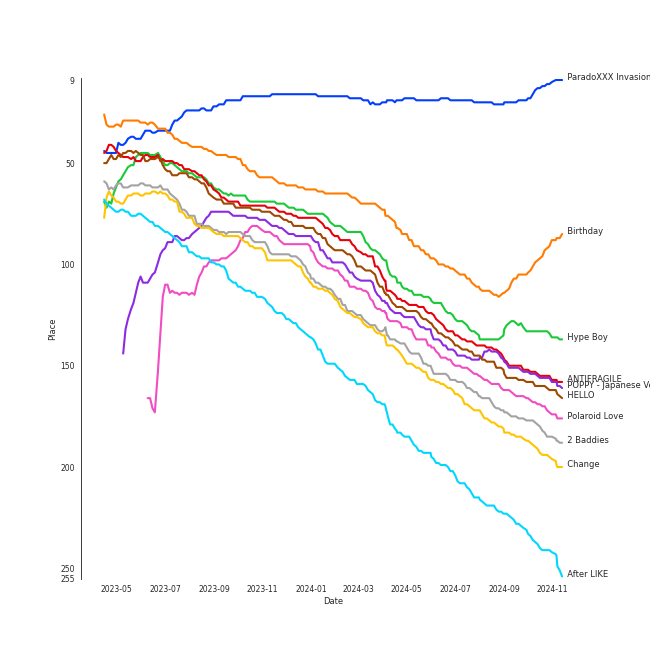 9
50
100
150
200
250
255
Place
2023-05
2023-07
2023-09
2023-11
2024-01
2024-03
2024-05
2024-07
2024-09
2024-11
Date
ParadoXXX Invasion
Birthday
Hype Boy
ANTIFRAGILE
POPPY - Japanese Ve
HELLO
Polaroid Love
2 Baddies
Change
After LIKE